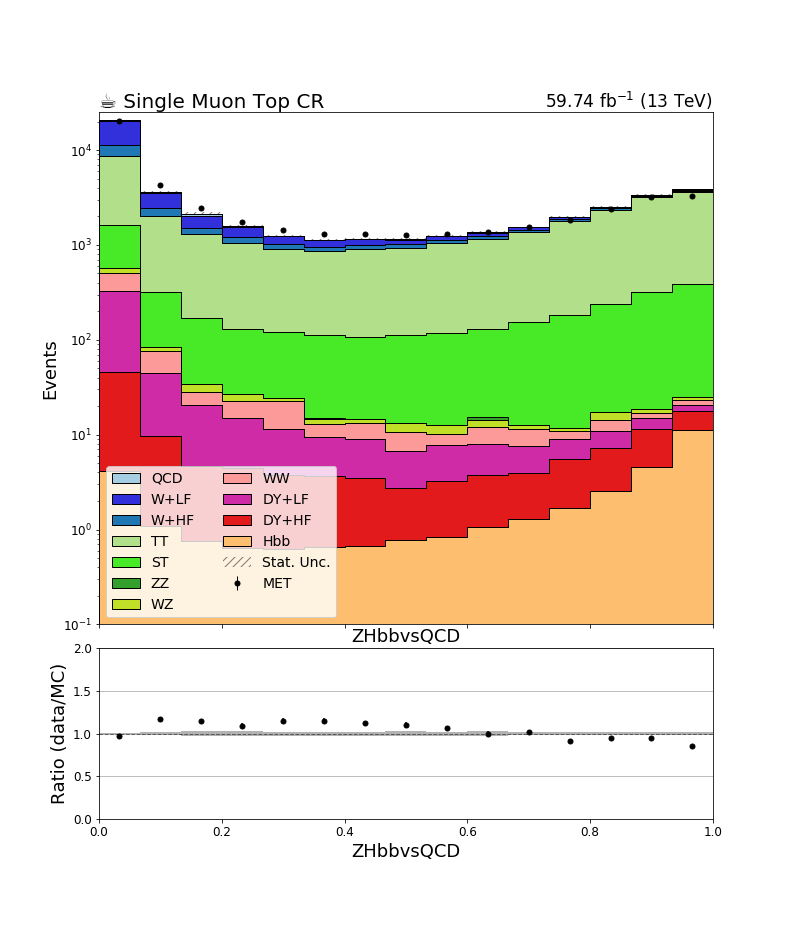 ☕ Single Muon Top CR 59.74 fb⁻¹ (13 TeV)
Events
10⁴
10³
10²
10¹
10⁰
10⁻¹
QCD WW
W+LF DY+LF
W+HF DY+HF
TT Hbb
ST Stat. Unc.
ZZ MET
WZ
ZHbbvsQCD
Ratio (data/MC)
2.0
1.5
1.0
0.5
0.0
0.0 0.2 0.4 0.6 0.8 1.0
ZHbbvsQCD